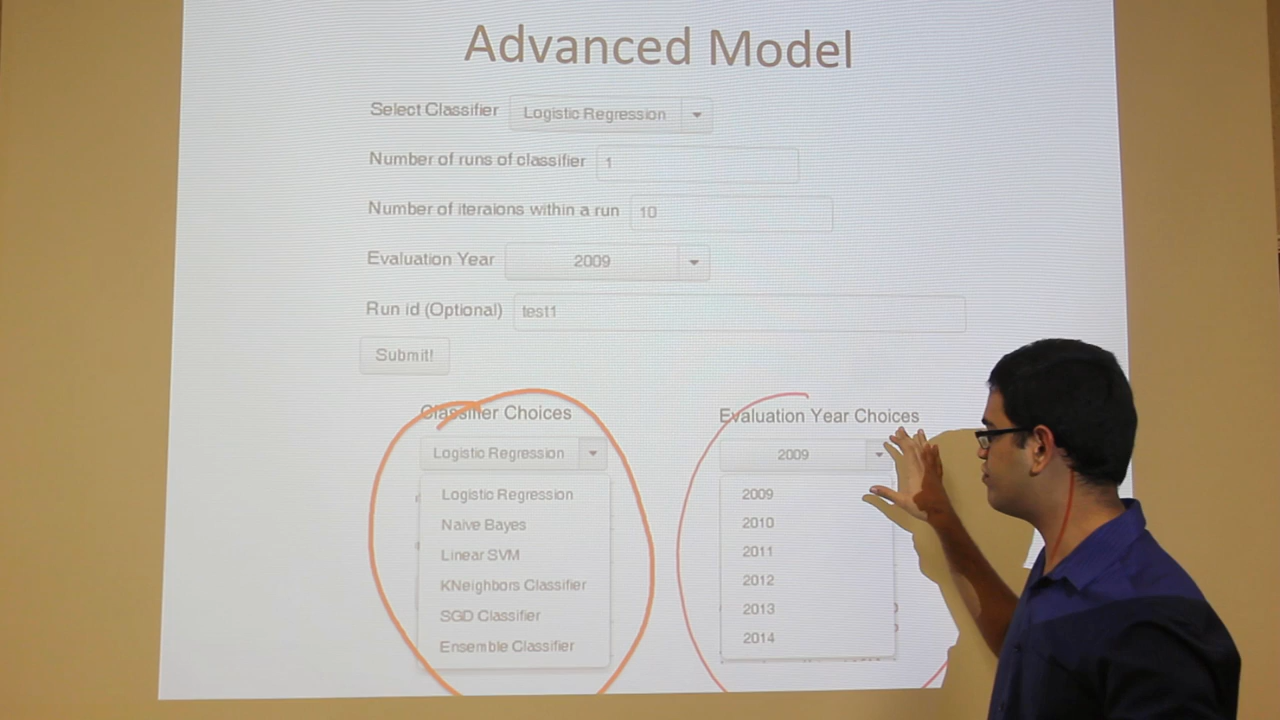 Advanced Model
Select Classifier Logistic Regression
Number of runs of classifier 1
Number of iteraions within a run 10
Evaluation Year 2009
Run id (Optional) test1
Submit!
Classifier Choices
Logistic Regression
Logistic Regression
Naive Bayes
Linear SVM
KNeighbors Classifier
SGD Classifier
Ensemble Classifier
Evaluation Year Choices
2009
2009
2010
2011
2012
2013
2014